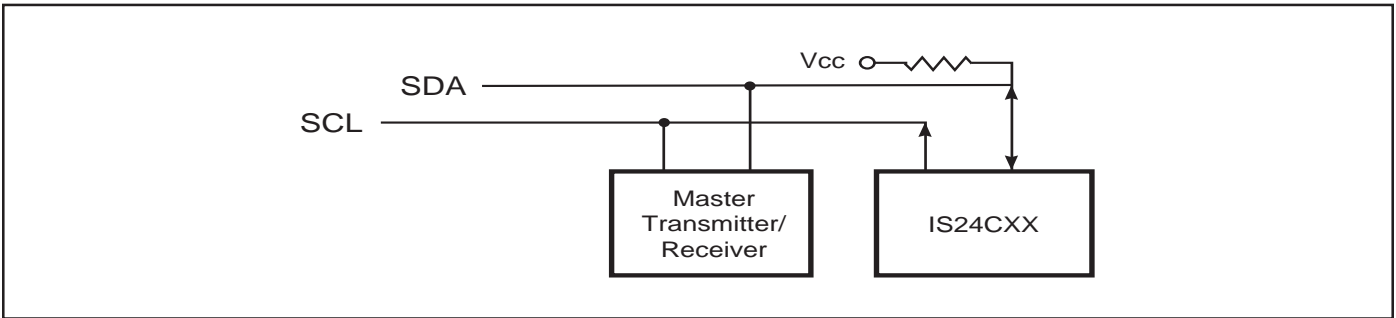 Vcc
SDA
SCL
Master
Transmitter/
Receiver
IS24CXX